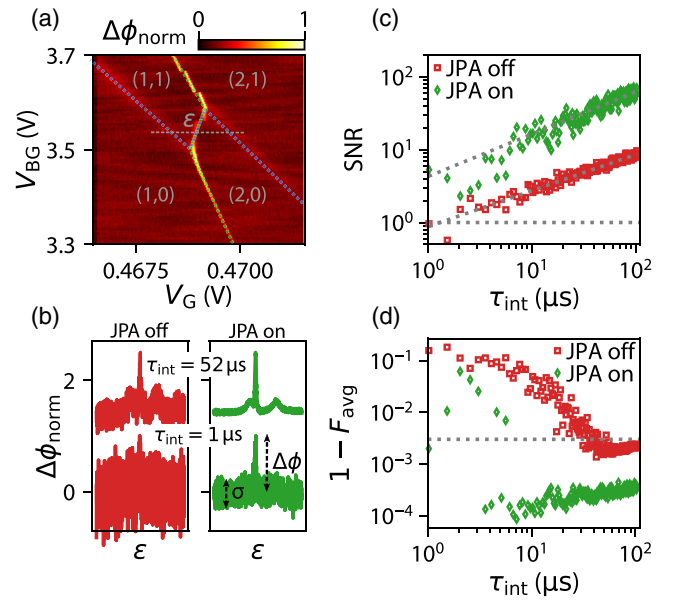 (a)
Δϕnorm
0 1
3.7
3.5
3.3
VBG (V)
(1,1)
(2,1)
ε
(1,0)
(2,0)
0.4675 0.4700
VG (V)
(b)
JPA off JPA on
τint = 52 μs
τint = 1 μs
2
0
Δϕnorm
Δϕ
σ
ε ε
(c)
JPA off
JPA on
10²
10¹
10⁰
SNR
10⁰ 10¹ 10²
τint (μs)
(d)
JPA off
JPA on
10⁻¹
10⁻²
10⁻³
10⁻⁴
1 − Favg
10⁰ 10¹ 10²
τint (μs)